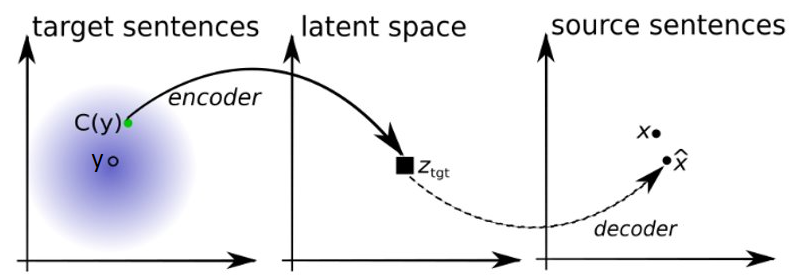 target sentences
latent space
source sentences
encoder
C(y)
y
z_tgt
x
x̂
decoder